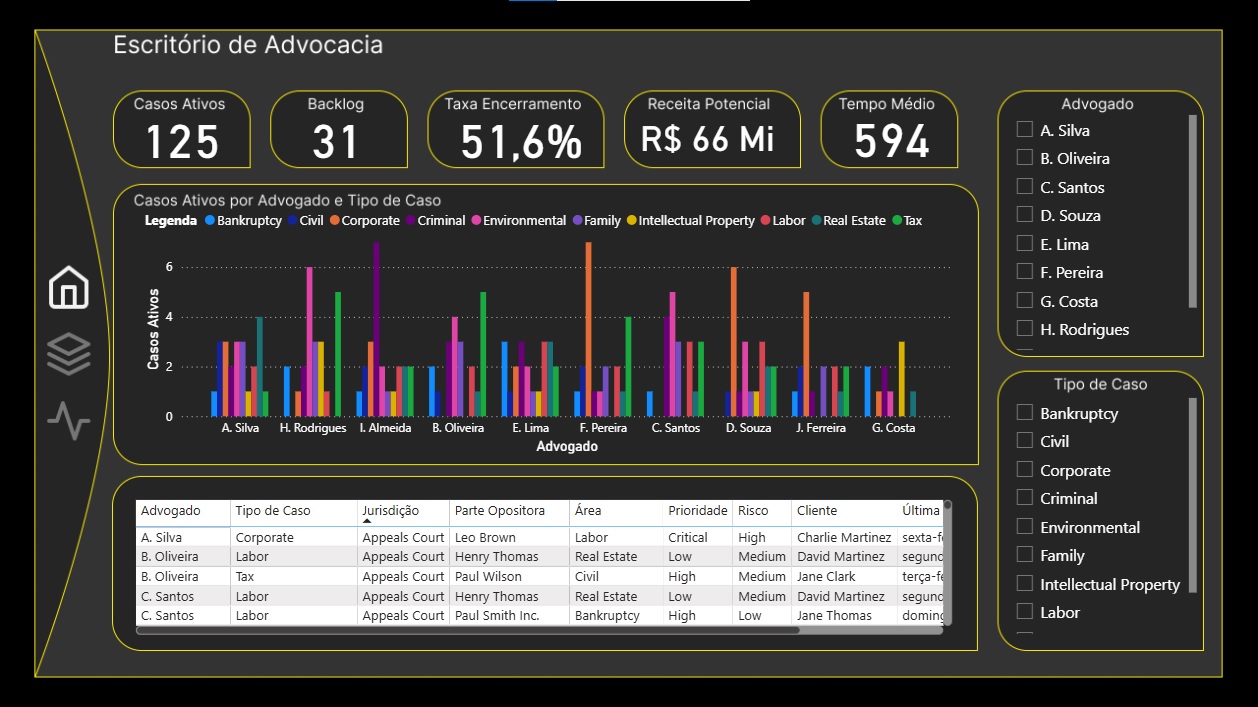 Escritório de Advocacia
Casos Ativos
125
Backlog
31
Taxa Encerramento
51,6%
Receita Potencial
R$ 66 Mi
Tempo Médio
594
Casos Ativos por Advogado e Tipo de Caso
Legenda Bankruptcy Civil Corporate Criminal Environmental Family Intellectual Property Labor Real Estate Tax
Casos Ativos
6
4
2
0
A. Silva H. Rodrigues I. Almeida B. Oliveira E. Lima F. Pereira C. Santos D. Souza J. Ferreira G. Costa
Advogado
Advogado Tipo de Caso Jurisdição Parte Opositora Área Prioridade Risco Cliente Última
A. Silva Corporate Appeals Court Leo Brown Labor Critical High Charlie Martinez sexta-fe
B. Oliveira Labor Appeals Court Henry Thomas Real Estate Low Medium David Martinez segund
B. Oliveira Tax Appeals Court Paul Wilson Civil High Medium Jane Clark terça-fe
C. Santos Labor Appeals Court Henry Thomas Real Estate Low Medium David Martinez segund
C. Santos Labor Appeals Court Paul Smith Inc. Bankruptcy High Low Jane Thomas doming
Advogado
A. Silva
B. Oliveira
C. Santos
D. Souza
E. Lima
F. Pereira
G. Costa
H. Rodrigues
Tipo de Caso
Bankruptcy
Civil
Corporate
Criminal
Environmental
Family
Intellectual Property
Labor